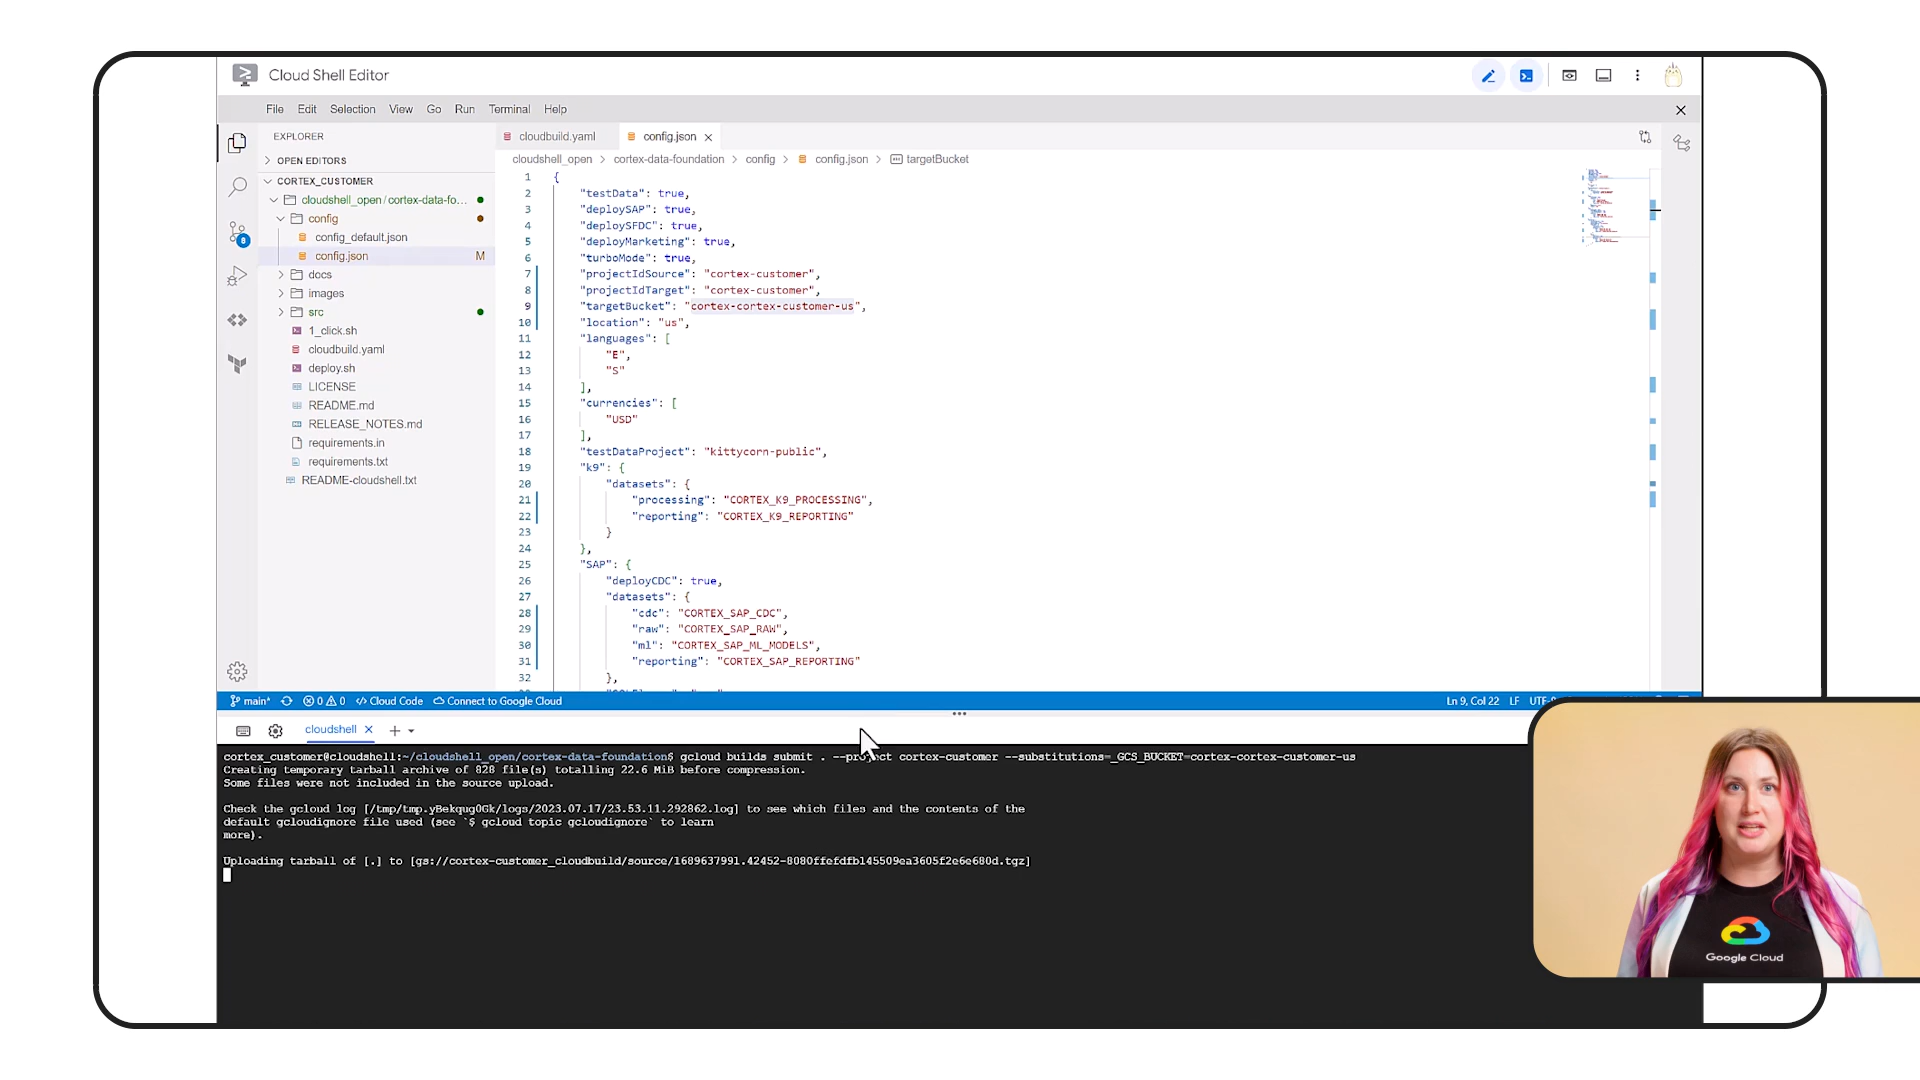 Cloud Shell Editor
File Edit Selection View Go Run Terminal Help
EXPLORER
OPEN EDITORS
CORTEX_CUSTOMER
cloudshell_open / cortex-data-fo...
config
config_default.json
config.json M
docs
images
src
1_click.sh
cloudbuild.yaml
deploy.sh
LICENSE
README.md
RELEASE_NOTES.md
requirements.in
requirements.txt
README-cloudshell.txt
8
cloudbuild.yaml config.json
cloudshell_open > cortex-data-foundation > config > config.json > targetBucket
1 {
2 "testData": true,
3 "deploySAP": true,
4 "deploySFDC": true,
5 "deployMarketing": true,
6 "turboMode": true,
7 "projectIdSource": "cortex-customer",
8 "projectIdTarget": "cortex-customer",
9 "targetBucket": "cortex-cortex-customer-us",
10 "location": "us",
11 "languages": [
12 "E",
13 "S"
14 ],
15 "currencies": [
16 "USD"
17 ],
18 "testDataProject": "kittycorn-public",
19 "k9": {
20 "datasets": {
21 "processing": "CORTEX_K9_PROCESSING",
22 "reporting": "CORTEX_K9_REPORTING"
23 }
24 },
25 "SAP": {
26 "deployCDC": true,
27 "datasets": {
28 "cdc": "CORTEX_SAP_CDC",
29 "raw": "CORTEX_SAP_RAW",
30 "ml": "CORTEX_SAP_ML_MODELS",
31 "reporting": "CORTEX_SAP_REPORTING"
32 },
main* 0 0 Cloud Code Connect to Google Cloud Ln 9, Col 22 LF
cloudshell
cortex_customer@cloudshell:~/cloudshell_open/cortex-data-foundation$ gcloud builds submit . --project cortex-customer --substitutions=_GCS_BUCKET=cortex-cortex-customer-us
Creating temporary tarball archive of 828 file(s) totalling 22.6 MiB before compression.
Some files were not included in the source upload.
Check the gcloud log [/tmp/tmp.yBekqug0Gk/logs/2023.07.17/23.53.11.292862.log] to see which files and the contents of the
default gcloudignore file used (see `$ gcloud topic gcloudignore` to learn
more).
Uploading tarball of [.] to [gs://cortex-customer_cloudbuild/source/1689637991.42452-8080ffefdfb145509ea3605f2e6e680d.tgz]
Google Cloud